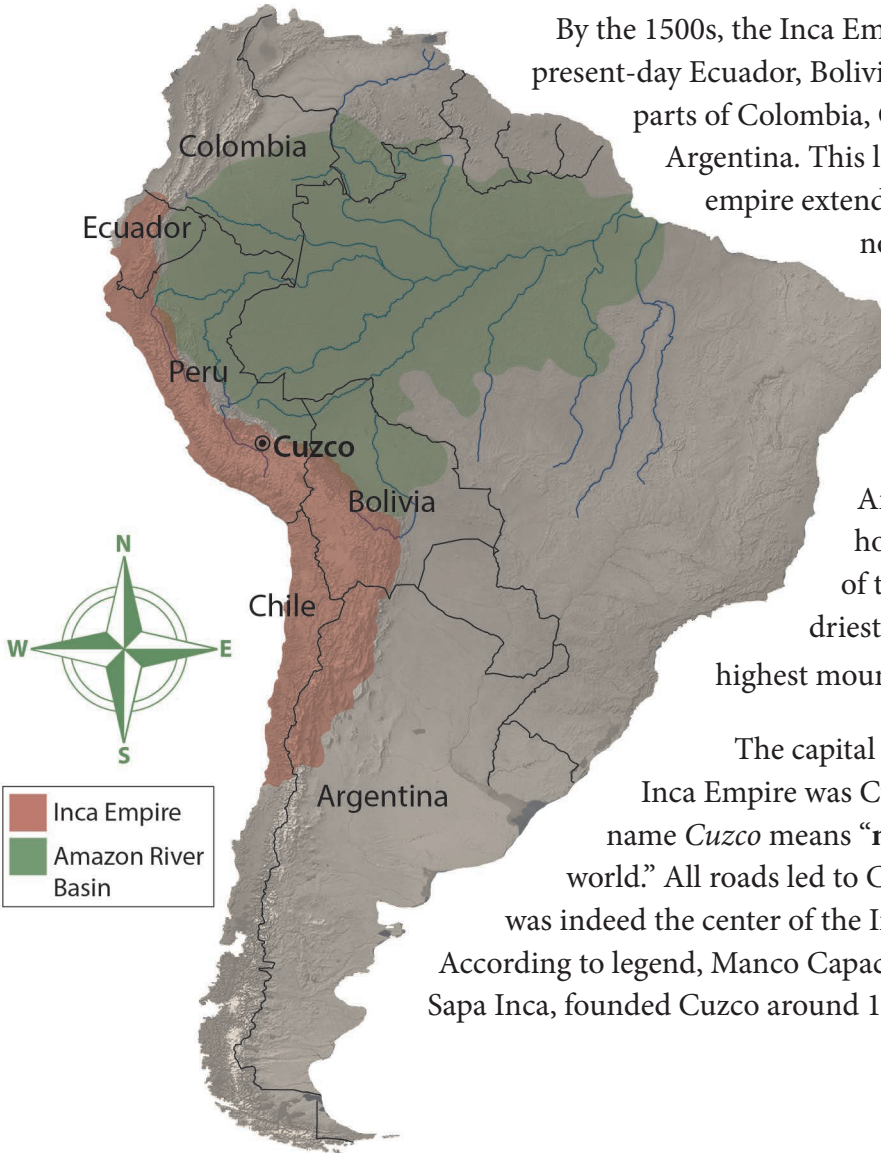 By the 1500s, the Inca Em
present-day Ecuador, Bolivi
parts of Colombia,
Argentina. This l
empire extend
Colombia
Ecuador
Peru
Cuzco
Bolivia
Chile
Argentina
N
W
E
S
Inca Empire
Amazon River
Basin
ho
of t
driest
highest moun
The capital
Inca Empire was C
name Cuzco means “
world.” All roads led to C
was indeed the center of the I
According to legend, Manco Capac
Sapa Inca, founded Cuzco around 1